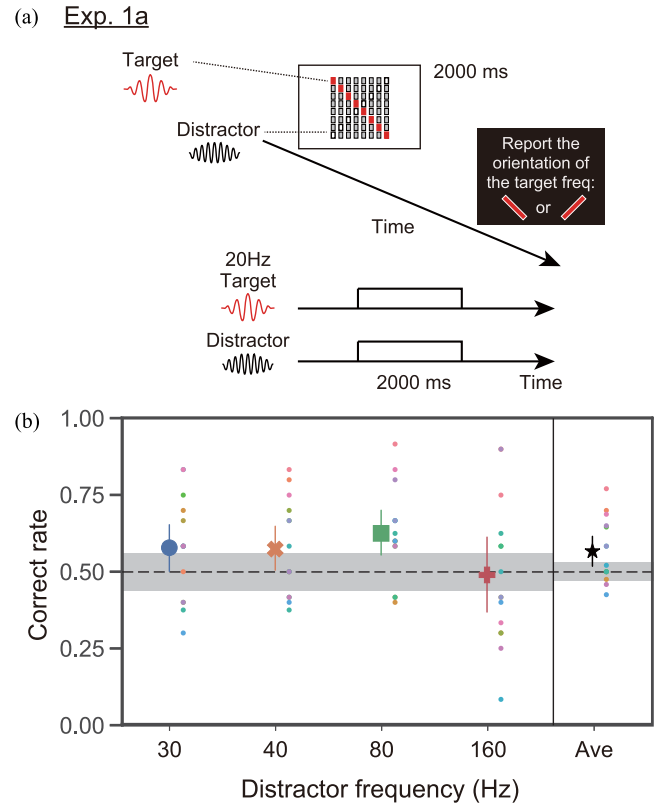 (a) Exp. 1a
Target
2000 ms
Distractor
Report the
orientation of
the target freq:
or
Time
20Hz
Target
Distractor
2000 ms
Time
(b)
1.00
0.75
0.50
0.25
0.00
Correct rate
30
40
80
160
Ave
Distractor frequency (Hz)